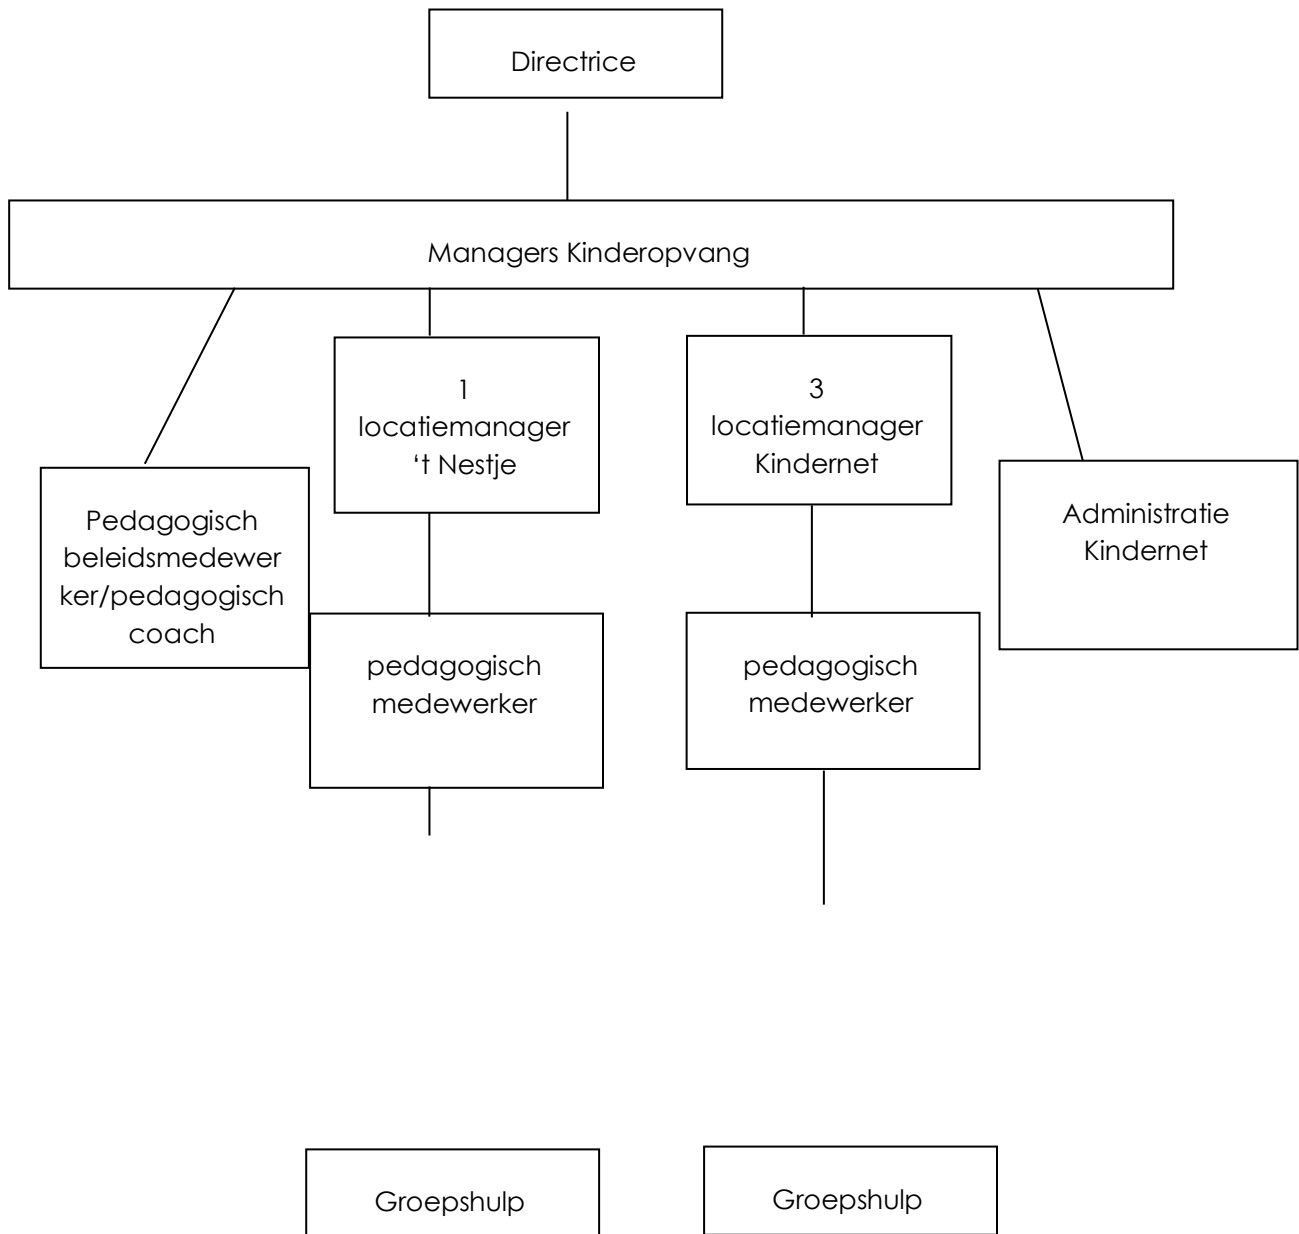 Directrice
Managers Kinderopvang
1
locatiemanager
‘t Nestje
3
locatiemanager
Kindernet
Pedagogisch
beleidsmedewer
ker/pedagogisch
coach
Administratie
Kindernet
pedagogisch
medewerker
pedagogisch
medewerker
Groepshulp
Groepshulp